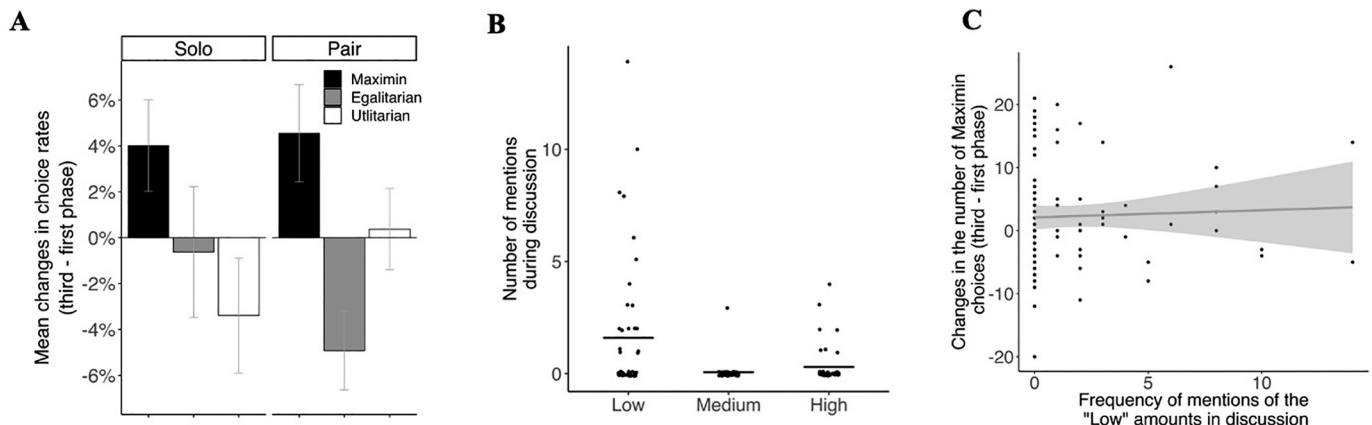 A
Solo
Pair
Maximin
Egalitarian
Utlitarian
6%
4%
2%
0%
-2%
-4%
-6%
Mean changes in choice rates
(third - first phase)
B
Number of mentions
during discussion
10
5
0
Low
Medium
High
C
Changes in the number of Maximin
choices (third - first phase)
20
10
0
-10
-20
0
5
10
Frequency of mentions of the
"Low" amounts in discussion